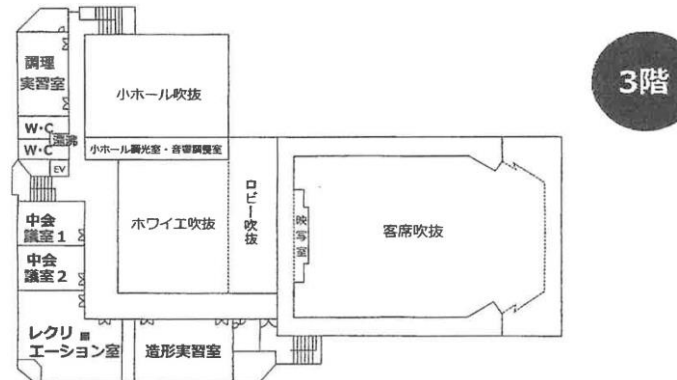 3階
調理
実習室
小ホール吹抜
W・C
湯沸
W・C
小ホール調光室・音響調整室
EV
ロビー吹抜
中会
議室1
ホワイエ吹抜
映写室
客席吹抜
中会
議室2
レクリ
エーション室
造形実習室